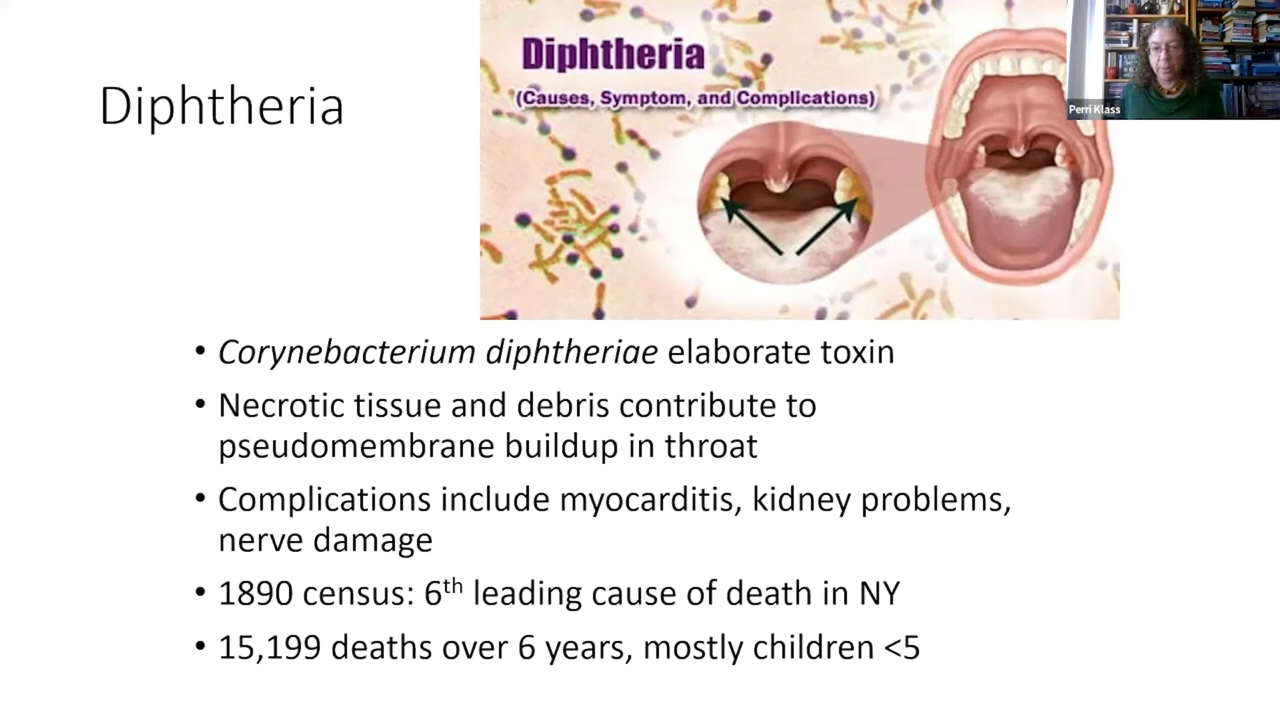 Diphtheria
Diphtheria
(Causes, Symptom, and Complications)
Perri Klass
• Corynebacterium diphtheriae elaborate toxin
• Necrotic tissue and debris contribute to
pseudomembrane buildup in throat
• Complications include myocarditis, kidney problems,
nerve damage
• 1890 census: 6th leading cause of death in NY
• 15,199 deaths over 6 years, mostly children <5